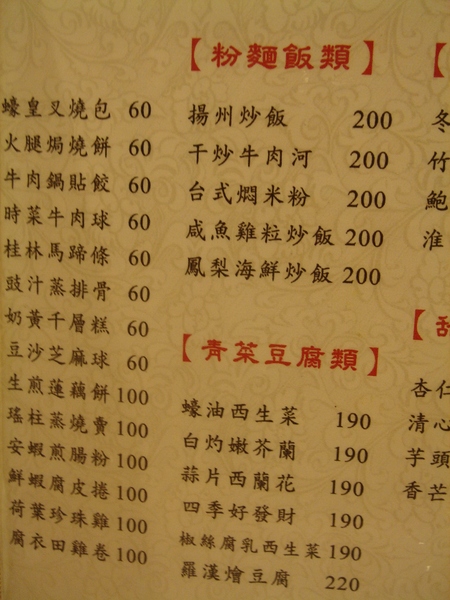 蠔皇叉燒包 60
火腿焗燒餅 60
牛肉鍋貼餃 60
時菜牛肉球 60
桂林馬蹄條 60
豉汁蒸排骨 60
奶黃千層糕 60
豆沙芝麻球 60
生煎蓮藕餅 100
瑤柱蒸燒賣 100
安蝦煎腸粉 100
鮮蝦腐皮捲 100
荷葉珍珠雞 100
腐衣田雞卷 100
【粉麵飯類】
揚州炒飯 200
干炒牛肉河 200
台式燜米粉 200
咸魚雞粒炒飯 200
鳳梨海鮮炒飯 200
【青菜豆腐類】
蠔油西生菜 190
白灼嫩芥蘭 190
蒜片西蘭花 190
四季好發財 190
椒絲腐乳西生菜 190
羅漢燴豆腐 220
【
冬
竹
鮑
淮
【甜
杏仁
清心
芋頭
香芒